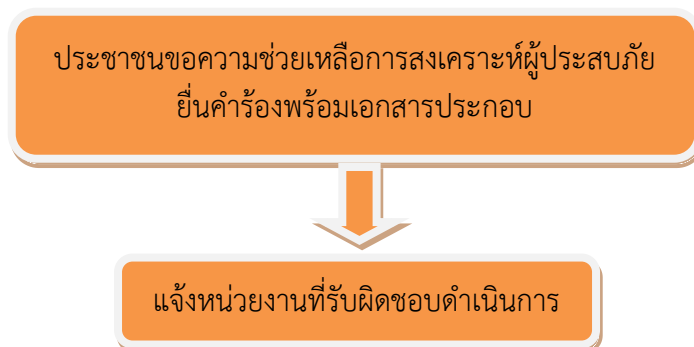 ประชาชนขอความช่วยเหลือการสงเคราะห์ผู้ประสบภัย
ยื่นคำร้องพร้อมเอกสารประกอบ
แจ้งหน่วยงานที่รับผิดชอบดำเนินการ